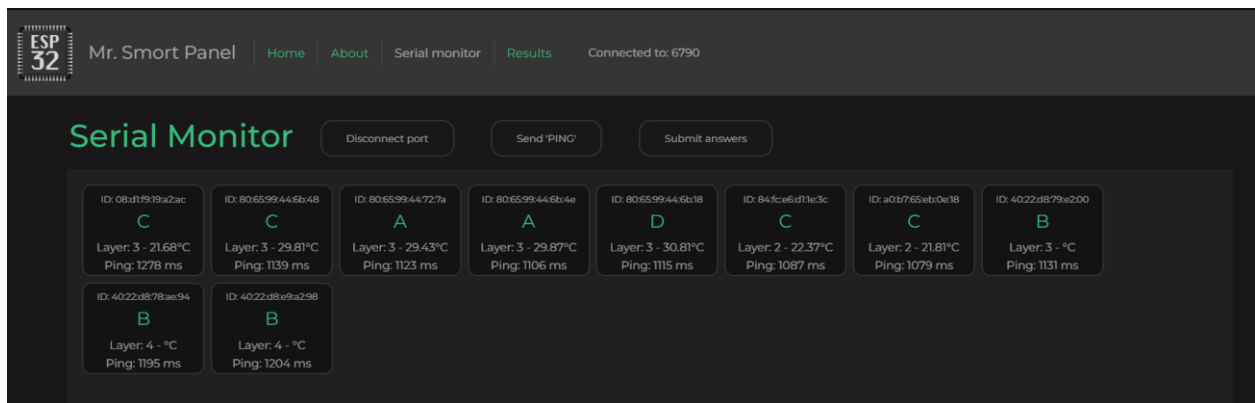 ESP
32
Mr. Smort Panel
Home
About
Serial monitor
Results
Connected to: 6790
Serial Monitor
Disconnect port
Send 'PING'
Submit answers
ID: 08:d1:f9:19:a2:ac
C
Layer: 3 - 21.68°C
Ping: 1278 ms
ID: 80:65:99:44:6b:48
C
Layer: 3 - 29.81°C
Ping: 1139 ms
ID: 80:65:99:44:72:7a
A
Layer: 3 - 29.43°C
Ping: 1123 ms
ID: 80:65:99:44:6b:4e
A
Layer: 3 - 29.87°C
Ping: 1106 ms
ID: 80:65:99:44:6b:18
D
Layer: 3 - 30.81°C
Ping: 1115 ms
ID: 84:fc:e6:d1:1e:3c
C
Layer: 2 - 22.37°C
Ping: 1087 ms
ID: a0:b7:65:eb:0e:18
C
Layer: 2 - 21.81°C
Ping: 1079 ms
ID: 40:22:d8:79:e2:00
B
Layer: 3 - °C
Ping: 1131 ms
ID: 40:22:d8:78:ae:94
B
Layer: 4 - °C
Ping: 1195 ms
ID: 40:22:d8:e9:a2:98
B
Layer: 4 - °C
Ping: 1204 ms